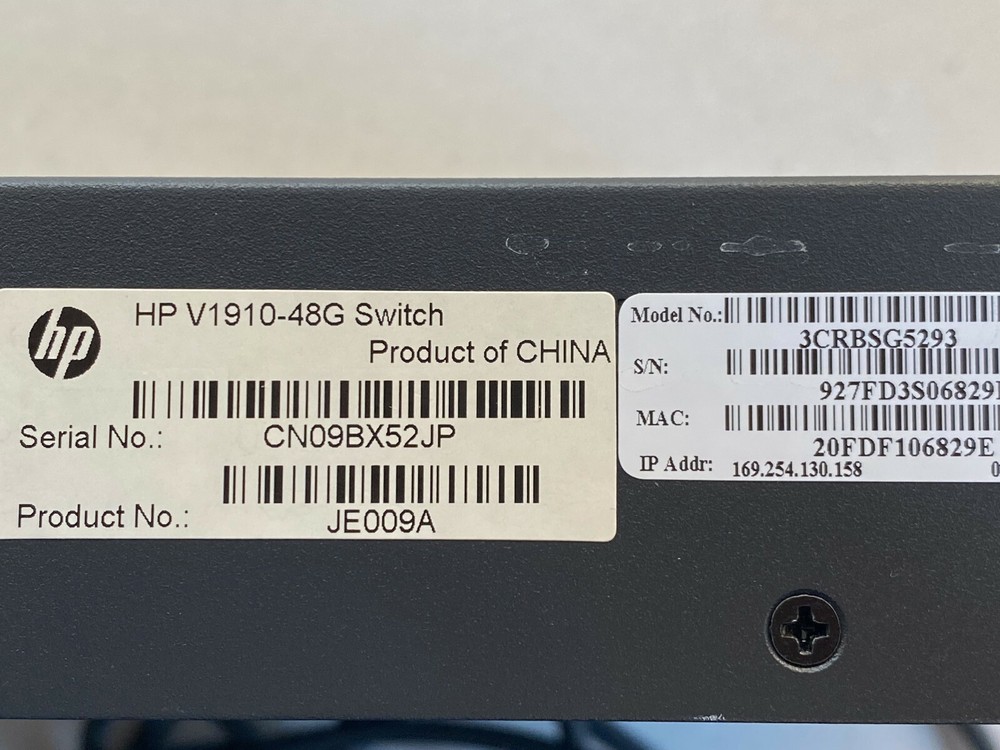 hp
HP V1910-48G Switch
Product of CHINA
Serial No.: CN09BX52JP
Product No.: JE009A
Model No.:
3CRBSG5293
S/N:
927FD3S06829
MAC:
20FDF106829E
IP Addr: 169.254.130.158